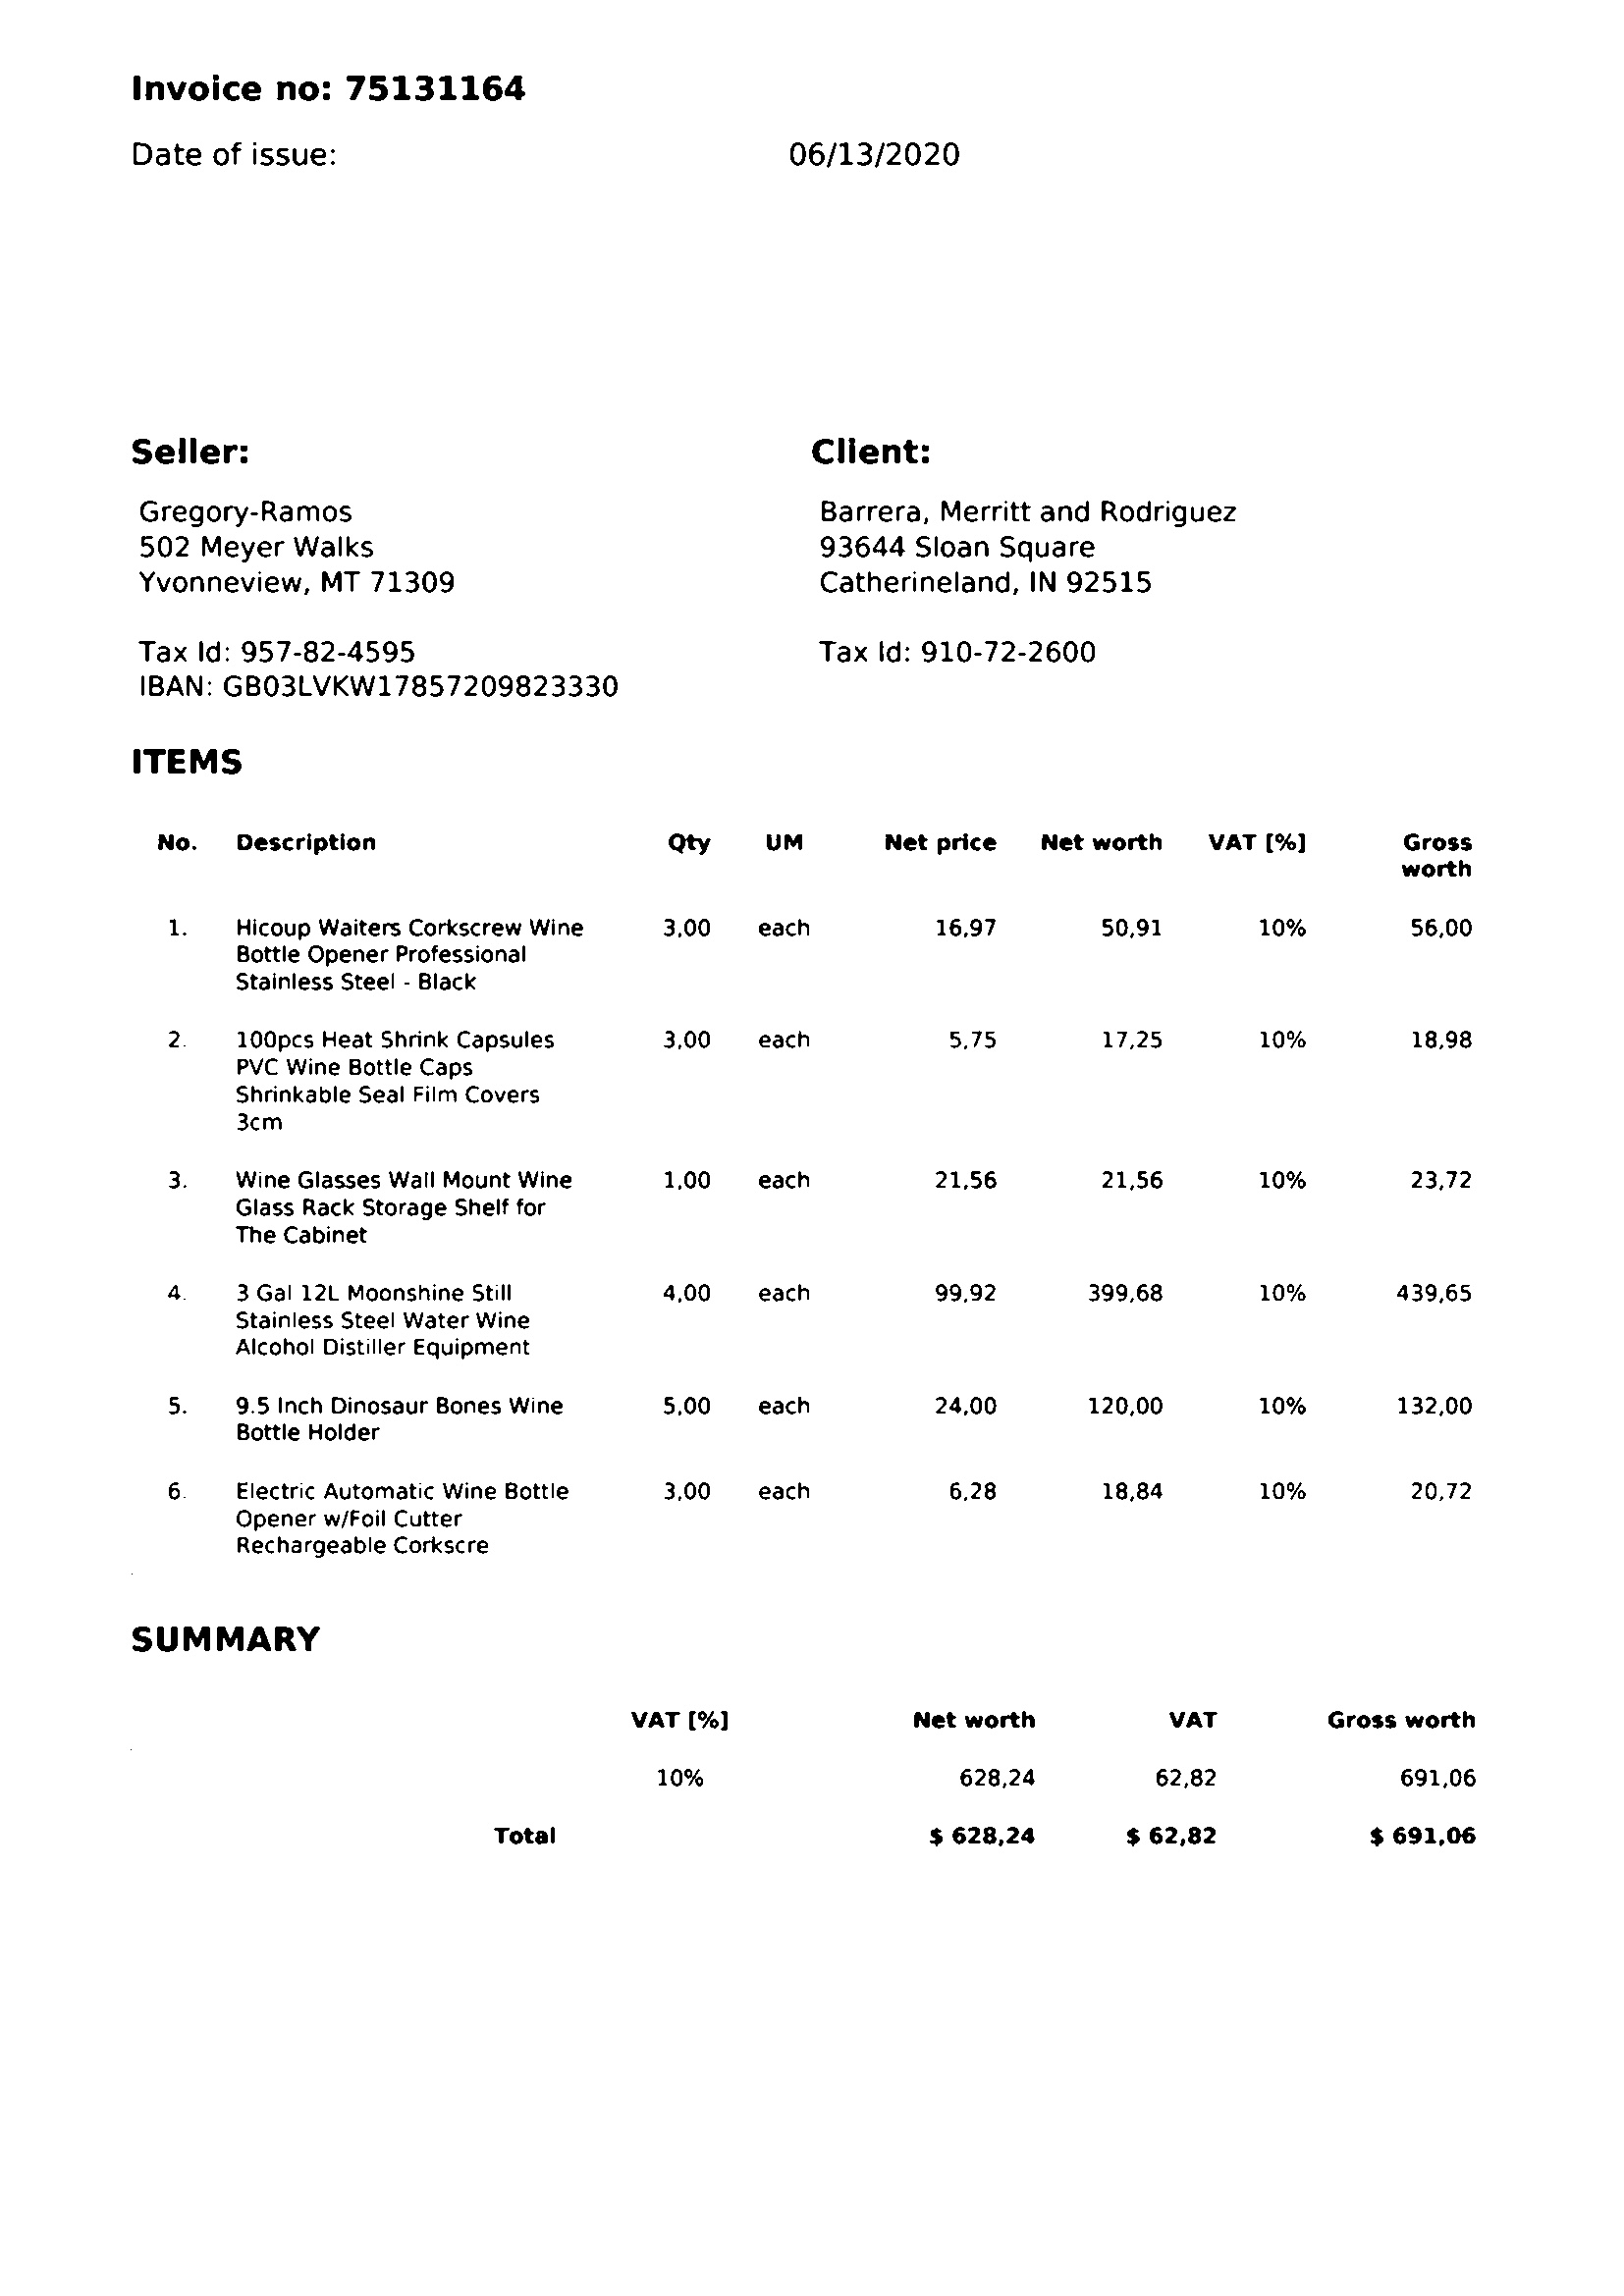 Invoice no: 75131164
Date of issue: 06/13/2020
Seller: Client:
Gregory-Ramos Barrera, Merritt and Rodriguez
502 Meyer Walks 93644 Sloan Square
Yvonneview, MT 71309 Catherineland, IN 92515
Tax Id: 957-82-4595 Tax Id: 910-72-2600
IBAN: GB03LVKW17857209823330
ITEMS
No. Description Qty UM Net price Net worth VAT [%] Gross
worth
1. Hicoup Waiters Corkscrew Wine 3,00 each 16,97 50,91 10% 56,00
Bottle Opener Professional
Stainless Steel - Black
2. 100pcs Heat Shrink Capsules 3,00 each 5,75 17,25 10% 18,98
PVC Wine Bottle Caps
Shrinkable Seal Film Covers
3cm
3. Wine Glasses Wall Mount Wine 1,00 each 21,56 21,56 10% 23,72
Glass Rack Storage Shelf for
The Cabinet
4. 3 Gal 12L Moonshine Still 4,00 each 99,92 399,68 10% 439,65
Stainless Steel Water Wine
Alcohol Distiller Equipment
5. 9.5 Inch Dinosaur Bones Wine 5,00 each 24,00 120,00 10% 132,00
Bottle Holder
6. Electric Automatic Wine Bottle 3,00 each 6,28 18,84 10% 20,72
Opener w/Foil Cutter
Rechargeable Corkscre
SUMMARY
VAT [%] Net worth VAT Gross worth
10% 628,24 62,82 691,06
Total $ 628,24 $ 62,82 $ 691,06